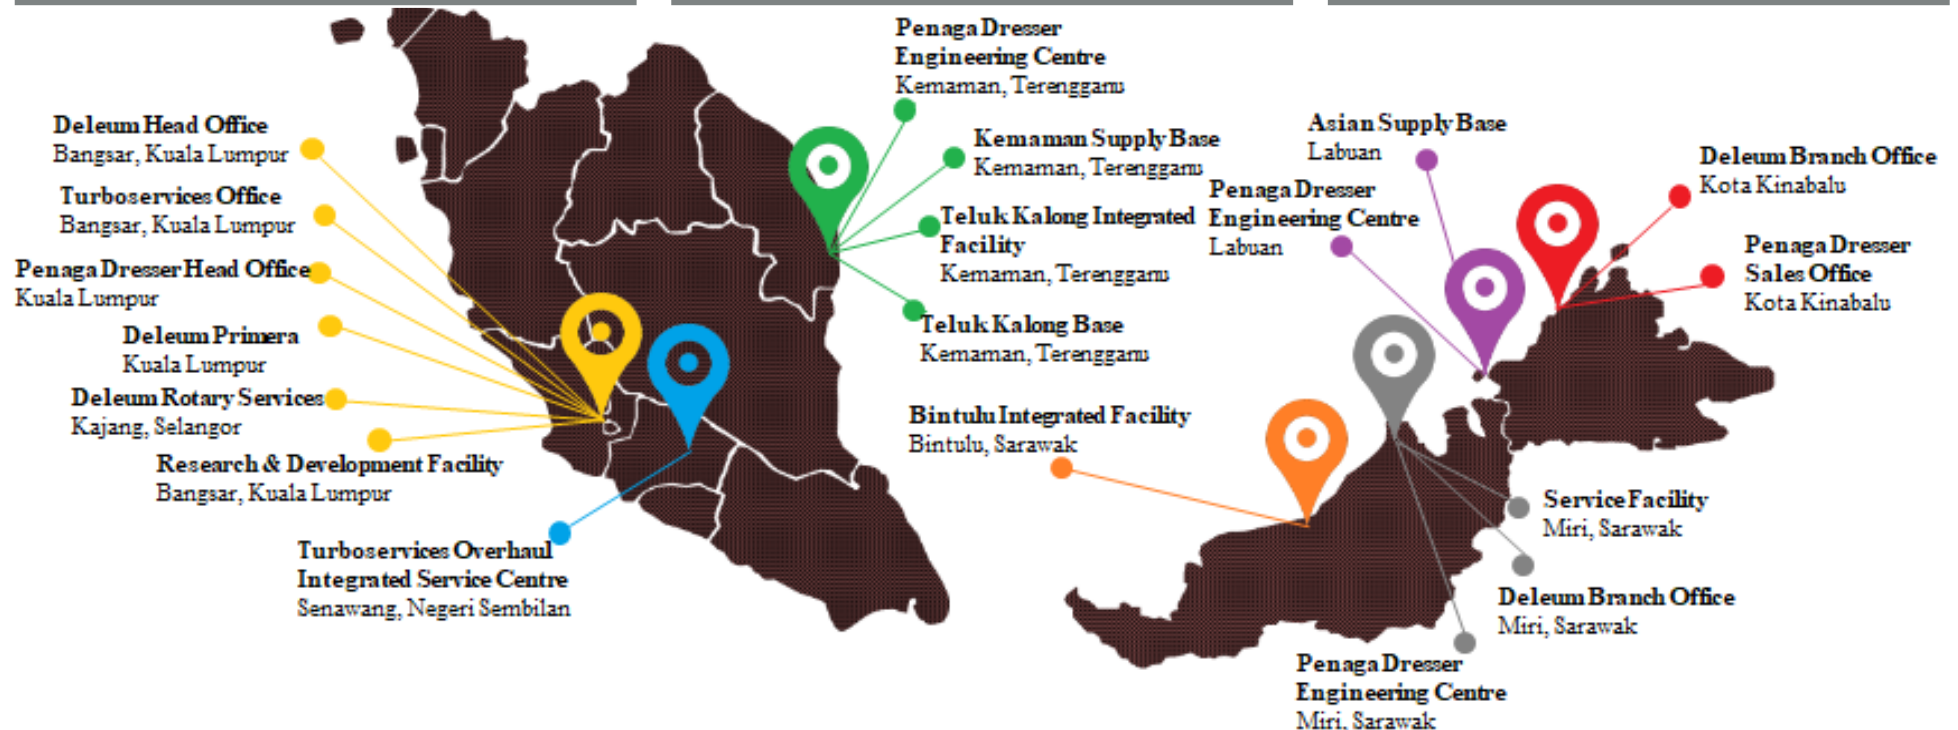 Deleum Head Office
Bangsar, Kuala Lumpur
Turboservices Office
Bangsar, Kuala Lumpur
Penaga Dresser Head Office
Kuala Lumpur
Deleum Primera
Kuala Lumpur
Deleum Rotary Services
Kajang, Selangor
Research & Development Facility
Bangsar, Kuala Lumpur
Turboservices Overhaul
Integrated Service Centre
Senawang, Negeri Sembilan
Penaga Dresser
Engineering Centre
Kemaman, Terengganu
Kemaman Supply Base
Kemaman, Terengganu
Teluk Kalong Integrated
Facility
Kemaman, Terengganu
Teluk Kalong Base
Kemaman, Terengganu
Asian Supply Base
Labuan
Penaga Dresser
Engineering Centre
Labuan
Deleum Branch Office
Kota Kinabalu
Penaga Dresser
Sales Office
Kota Kinabalu
Bintulu Integrated Facility
Bintulu, Sarawak
Service Facility
Miri, Sarawak
Deleum Branch Office
Miri, Sarawak
Penaga Dresser
Engineering Centre
Miri, Sarawak